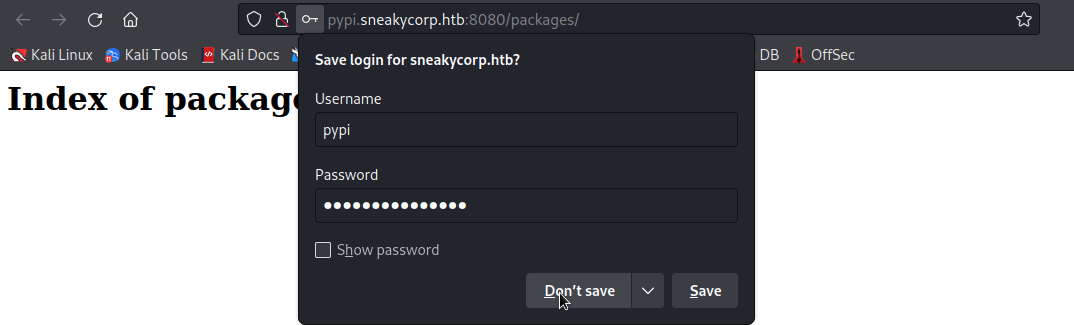 pypi.sneakycorp.htb:8080/packages/
Kali Linux Kali Tools Kali Docs DB OffSec
Save login for sneakycorp.htb?
Index of package
Username
pypi
Password
●●●●●●●●●●●●●●●
Show password
Don't save Save